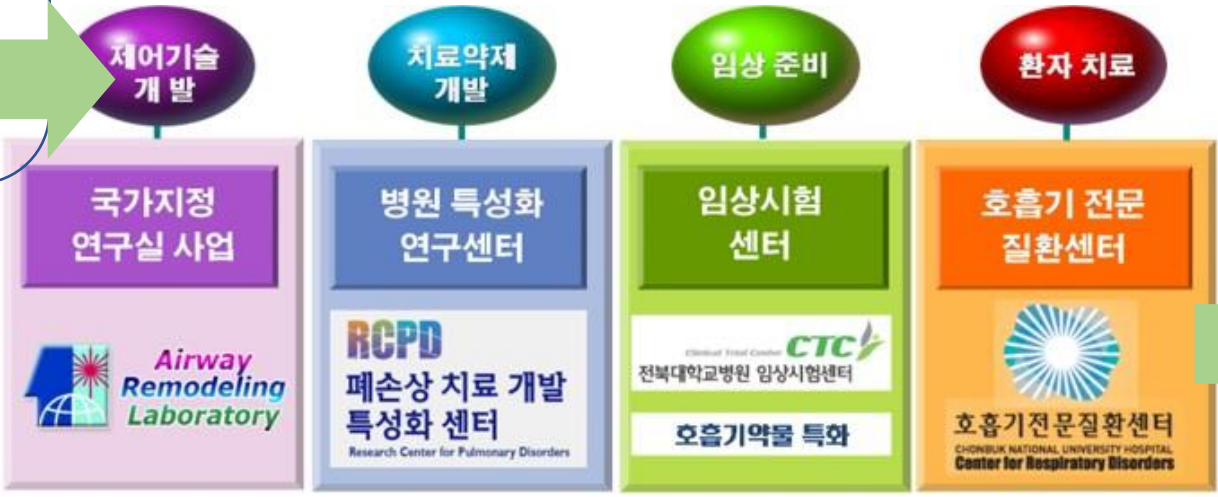 제어기술
개 발
치료약제
개발
임상 준비
환자 치료
국가지정
연구실 사업
병원 특성화
연구센터
임상시험
센터
호흡기 전문
질환센터
Airway
Remodeling
Laboratory
RCPD
폐손상 치료 개발
특성화 센터
Research Center for Pulmonary Disorders
Clinical Trial Center CTC
전북대학교병원 임상시험센터
호흡기약물 특화
호흡기전문질환센터
CHONBUK NATIONAL UNIVERSITY HOSPITAL
Center for Respiratory Disorders